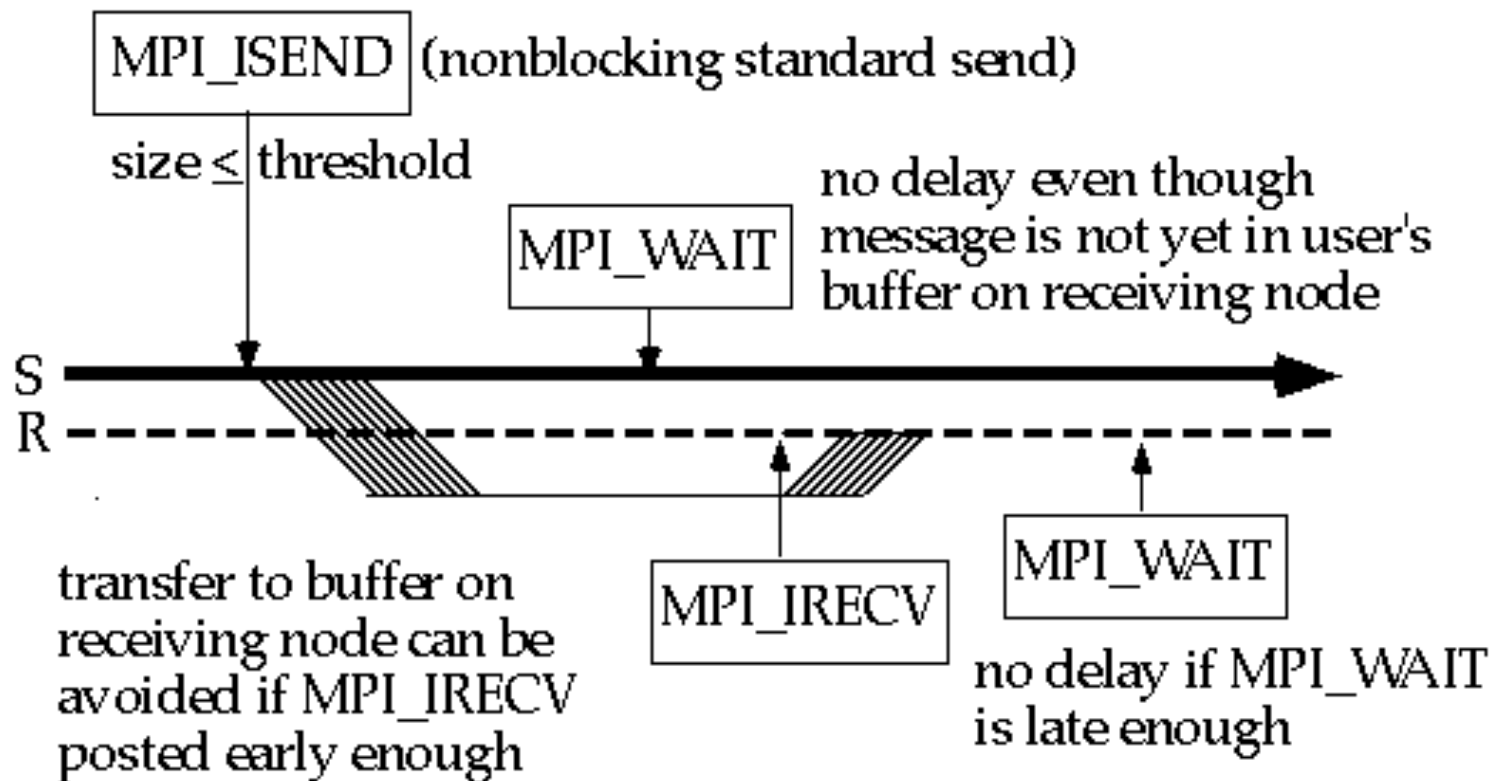 MPI_ISEND (nonblocking standard send)
size ≤ threshold
MPI_WAIT
no delay even though
message is not yet in user's
buffer on receiving node
S
R
transfer to buffer on
receiving node can be
avoided if MPI_IRECV
posted early enough
MPI_IRECV
MPI_WAIT
no delay if MPI_WAIT
is late enough